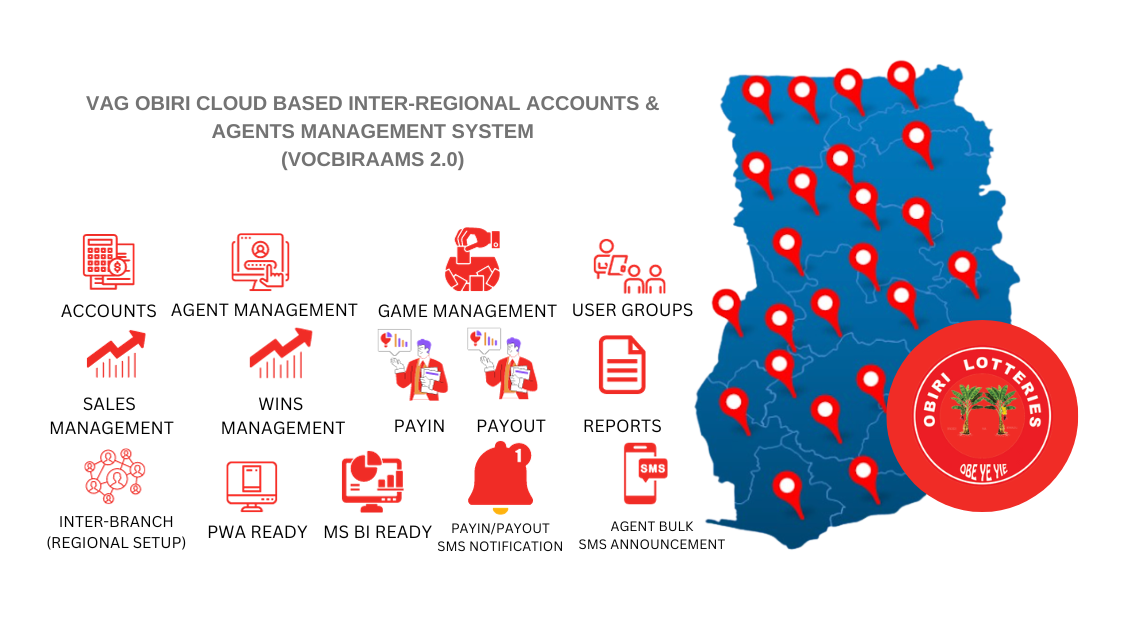 VAG OBIRI CLOUD BASED INTER-REGIONAL ACCOUNTS &
AGENTS MANAGEMENT SYSTEM
(VOCBIRAAMS 2.0)
ACCOUNTS
AGENT MANAGEMENT
GAME MANAGEMENT
USER GROUPS
SALES
MANAGEMENT
WINS
MANAGEMENT
PAYIN
PAYOUT
REPORTS
1
SMS
INTER-BRANCH
(REGIONAL SETUP)
PWA READY
MS BI READY
PAYIN/PAYOUT
SMS NOTIFICATION
AGENT BULK
SMS ANNOUNCEMENT
OBIRI LOTTERIES
OBE YE YIE